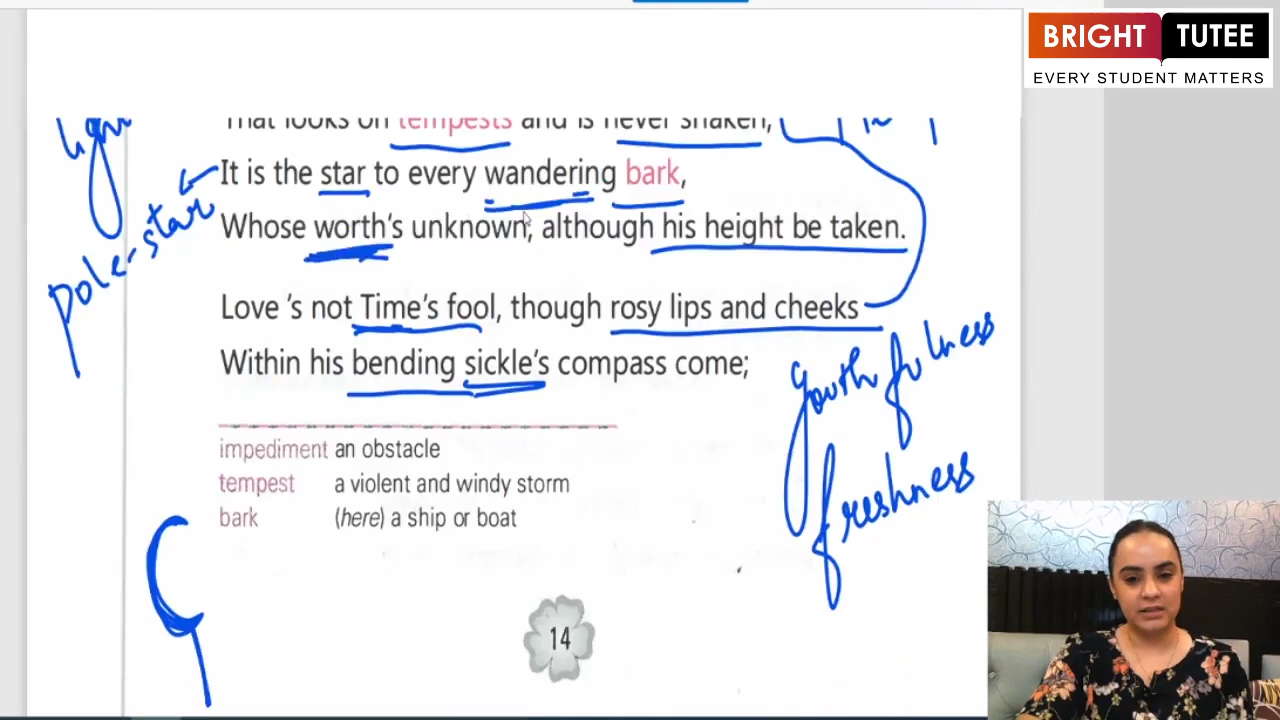 BRIGHT TUTEE
EVERY STUDENT MATTERS
That looks on tempests and is never shaken,
It is the star to every wandering bark,
Whose worth's unknown, although his height be taken.
pole-star
Love 's not Time's fool, though rosy lips and cheeks
Within his bending sickle's compass come;
youthfulness
freshness
impediment an obstacle
tempest a violent and windy storm
bark (here) a ship or boat
14